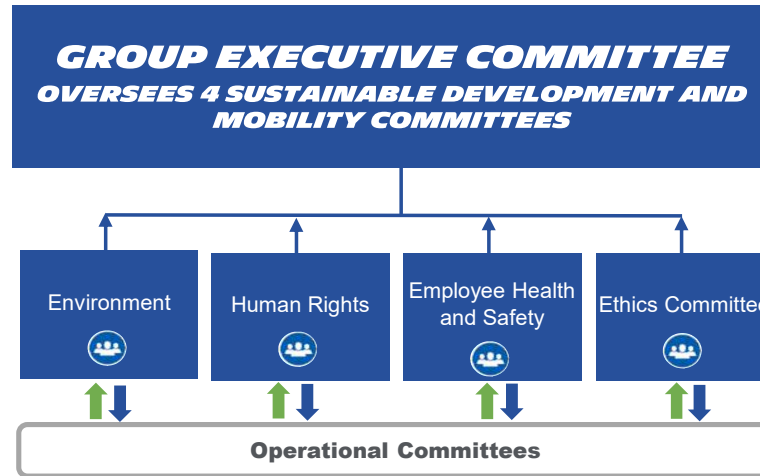 GROUP EXECUTIVE COMMITTEE
OVERSEES 4 SUSTAINABLE DEVELOPMENT AND
MOBILITY COMMITTEES
Environment
Human Rights
Employee Health
and Safety
Ethics Committee
Operational Committees